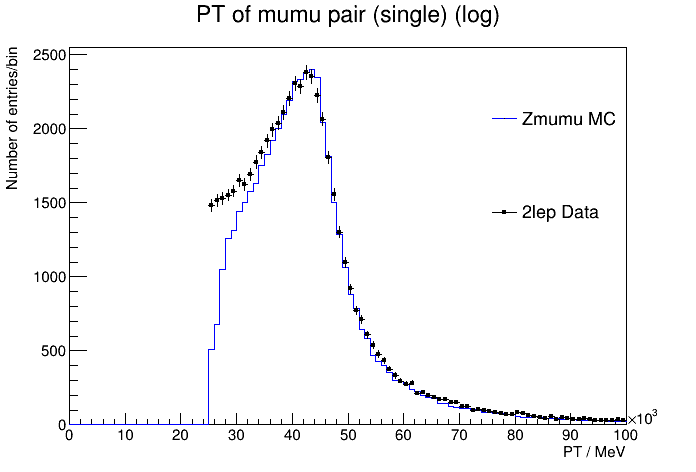 PT of mumu pair (single) (log)
Number of entries/bin
2500
2000
1500
1000
500
0
Zmumu MC
2lep Data
0 10 20 30 40 50 60 70 80 90 100
×10³
PT / MeV